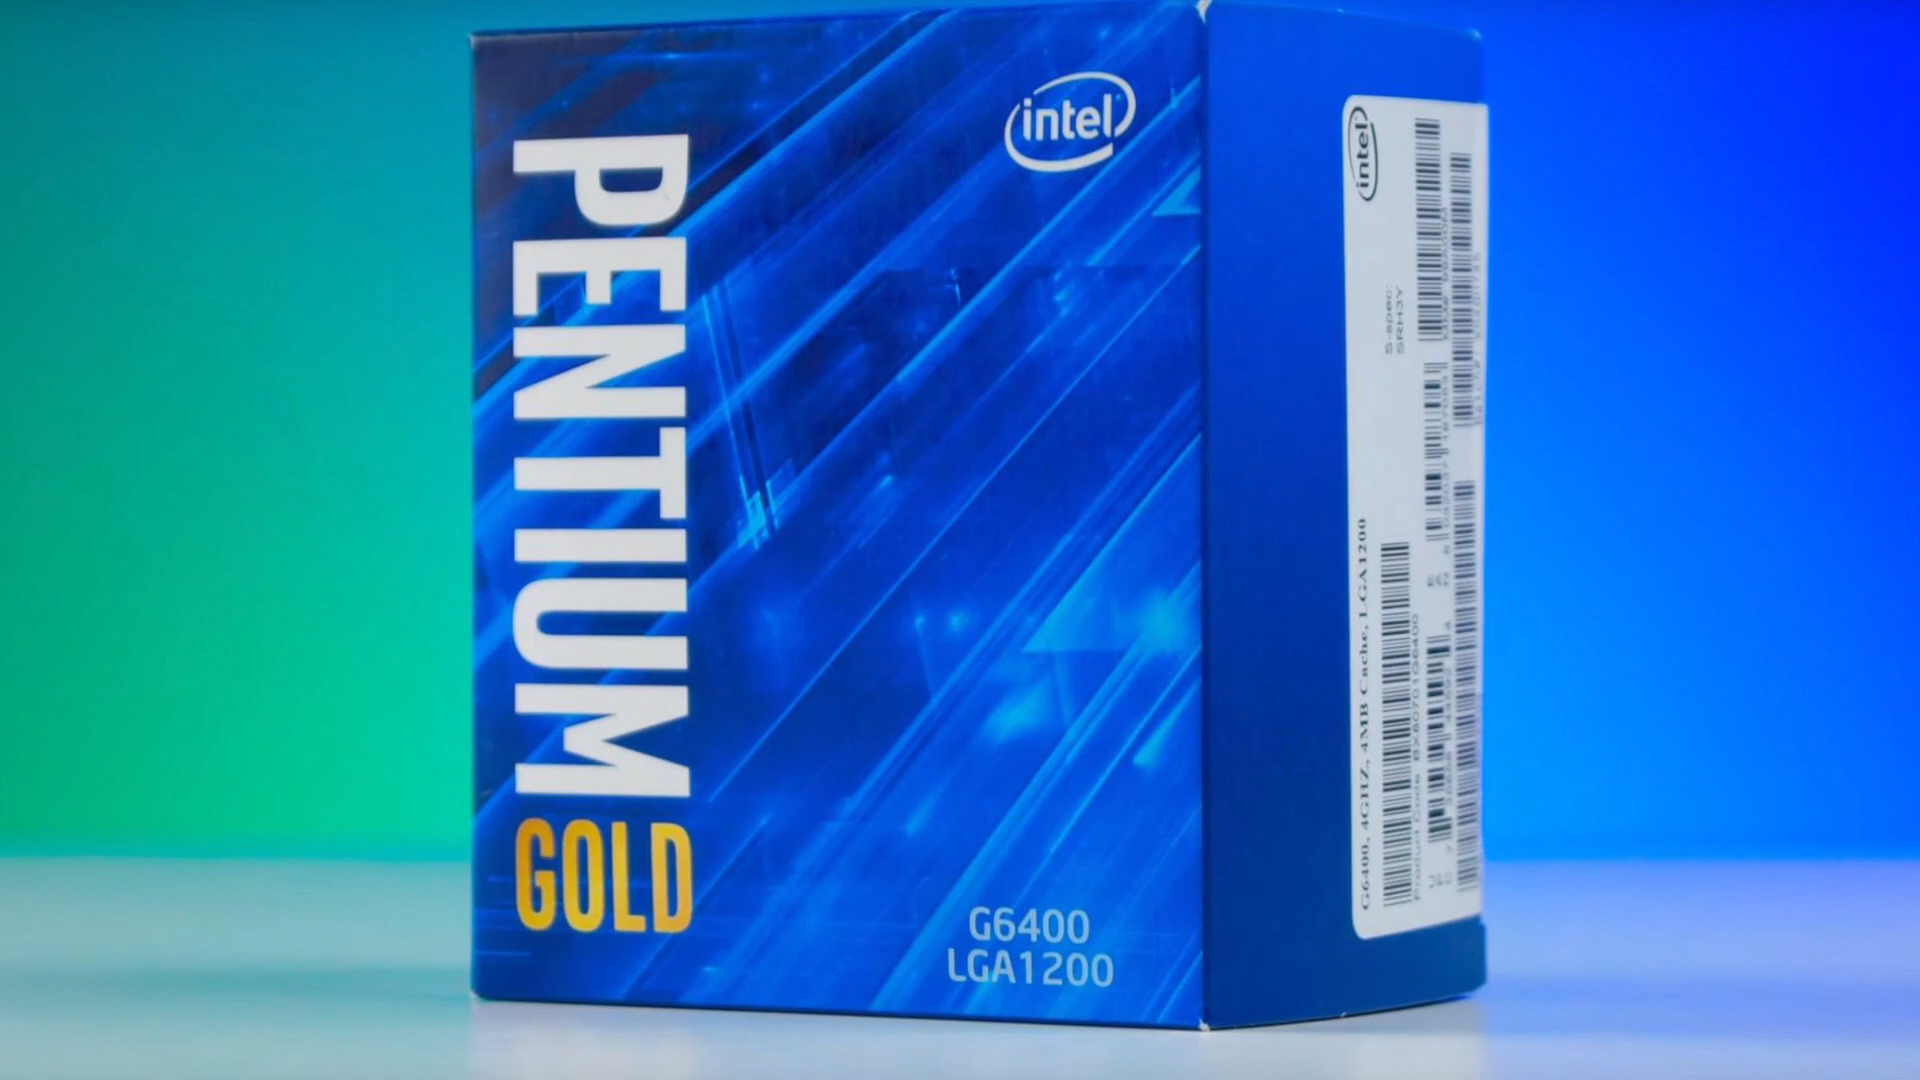 PENTIUM
GOLD
intel
G6400
LGA1200
intel
S-spec:
SRH3Y
G6400, 4GHZ, 4MB Cache, LGA1200
Product Code BX80701G6400